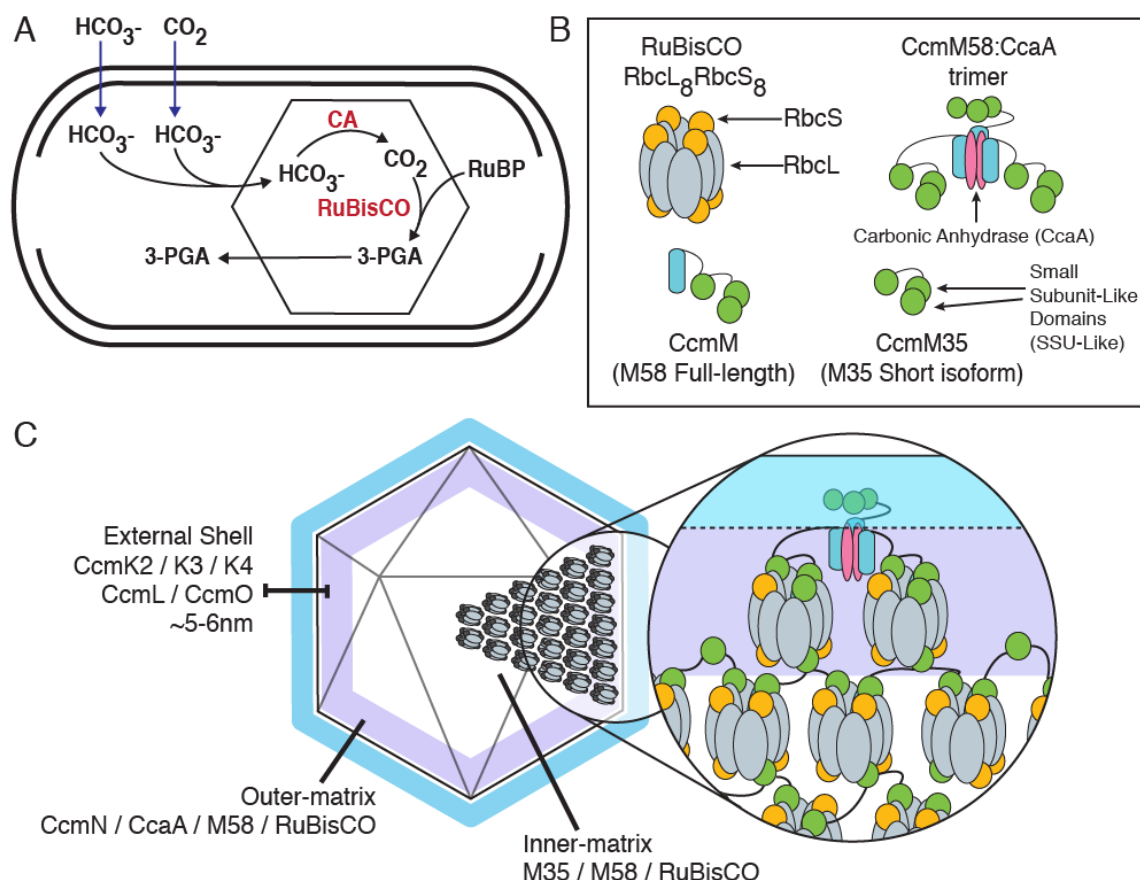 A
HCO₃- CO₂
HCO₃- HCO₃-
CA
HCO₃-
CO₂
RuBP
RuBisCO
3-PGA
3-PGA
B
RuBisCO
RbcL₈RbcS₈
RbcS
RbcL
CcmM58:CcaA
trimer
Carbonic Anhydrase (CcaA)
CcmM
(M58 Full-length)
CcmM35
(M35 Short isoform)
Small
Subunit-Like
Domains
(SSU-Like)
C
External Shell
CcmK2 / K3 / K4
CcmL / CcmO
~5-6nm
Outer-matrix
CcmN / CcaA / M58 / RuBisCO
Inner-matrix
M35 / M58 / RuBisCO